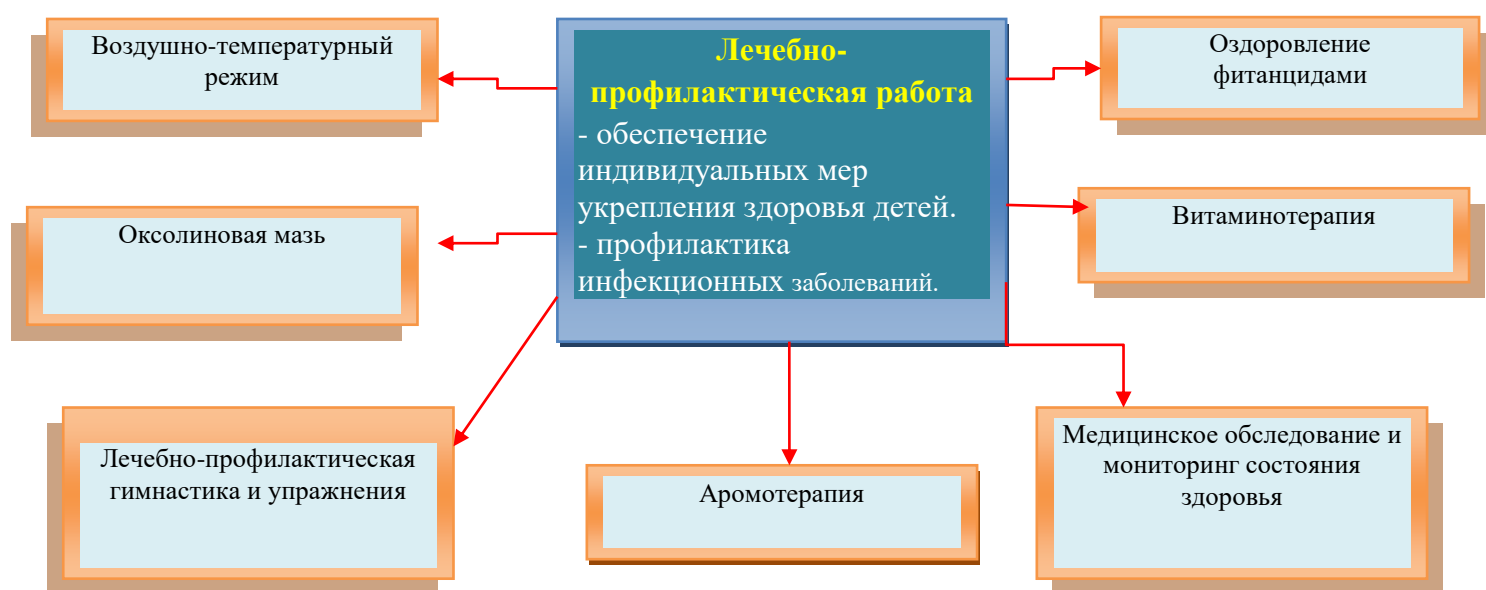 Воздушно-температурный
режим
Лечебно-
профилактическая работа
- обеспечение
индивидуальных мер
укрепления здоровья детей.
- профилактика
инфекционных заболеваний.
Оздоровление
фитанцидами
Оксолиновая мазь
Витаминотерапия
Лечебно-профилактическая
гимнастика и упражнения
Аромотерапия
Медицинское обследование и
мониторинг состояния
здоровья